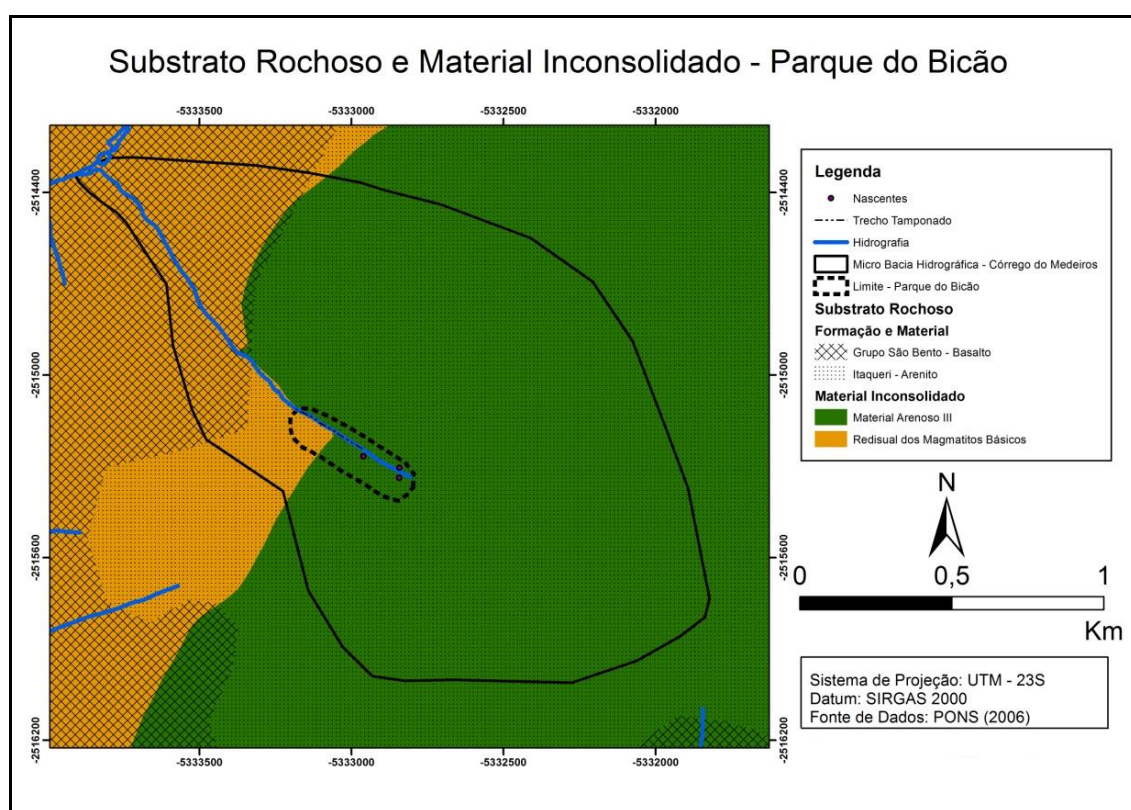 Substrato Rochoso e Material Inconsolidado - Parque do Bicão
-5333500
-5333000
-5332500
-5332000
-2514400
-2515000
-2515600
-2516200
-2514400
-2515000
-2515600
-2516200
-5333500
-5333000
-5332500
-5332000
Legenda
Nascentes
Trecho Tamponado
Hidrografia
Micro Bacia Hidrográfica - Córrego do Medeiros
Limite - Parque do Bicão
Substrato Rochoso
Formação e Material
Grupo São Bento - Basalto
Itaqueri - Arenito
Material Inconsolidado
Material Arenoso III
Redisual dos Magmatitos Básicos
N
0 0,5 1
Km
Sistema de Projeção: UTM - 23S
Datum: SIRGAS 2000
Fonte de Dados: PONS (2006)